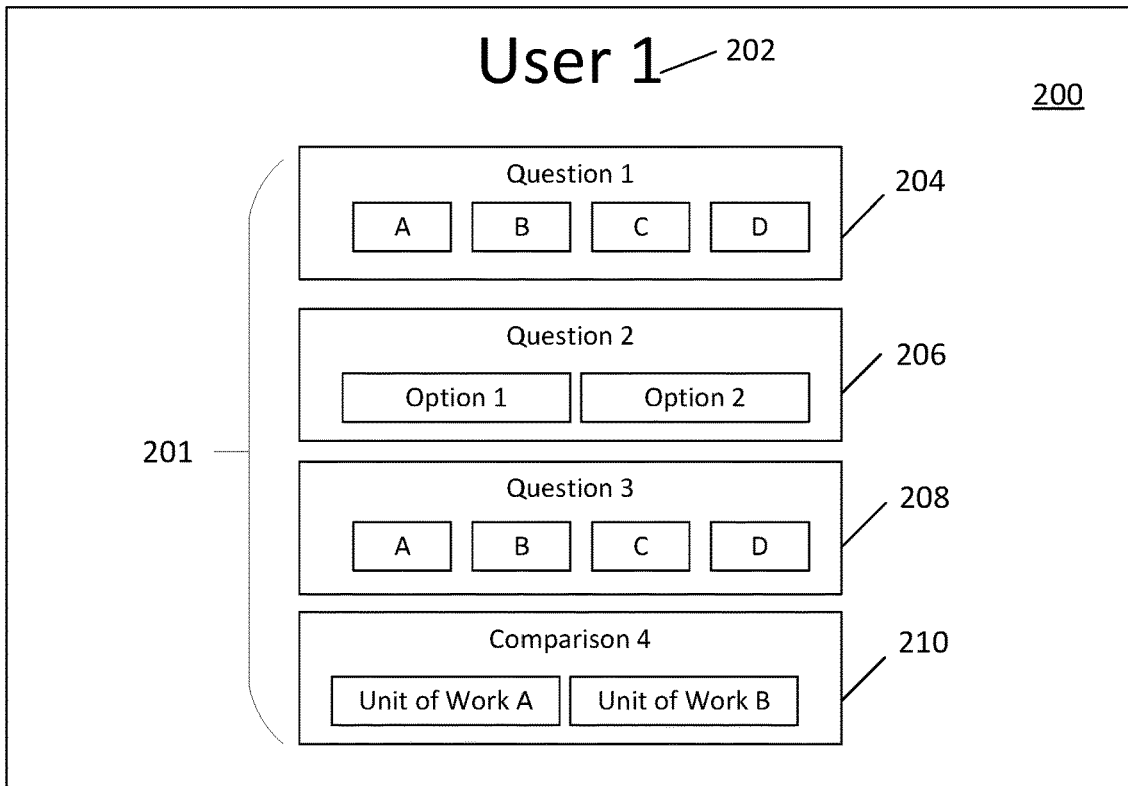 User 1
202
200
Question 1
A B C D
204
Question 2
Option 1 Option 2
206
201
Question 3
A B C D
208
Comparison 4
Unit of Work A Unit of Work B
210